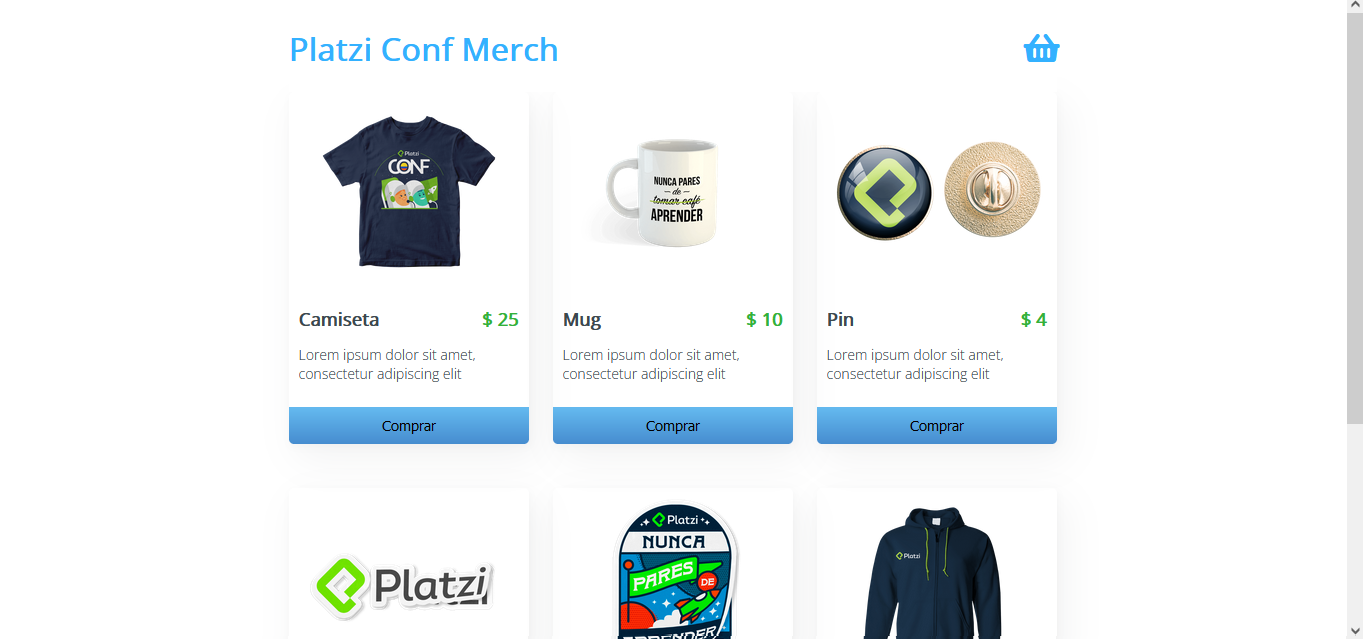 Platzi Conf Merch
Platzi
CONF
NUNCA PARES
de
tomar café
APRENDER
Camiseta $ 25
Lorem ipsum dolor sit amet,
consectetur adipiscing elit
Comprar
Mug $ 10
Lorem ipsum dolor sit amet,
consectetur adipiscing elit
Comprar
Pin $ 4
Lorem ipsum dolor sit amet,
consectetur adipiscing elit
Comprar
Platzi
Platzi
NUNCA
PARES
DE
APRENDER
Platzi